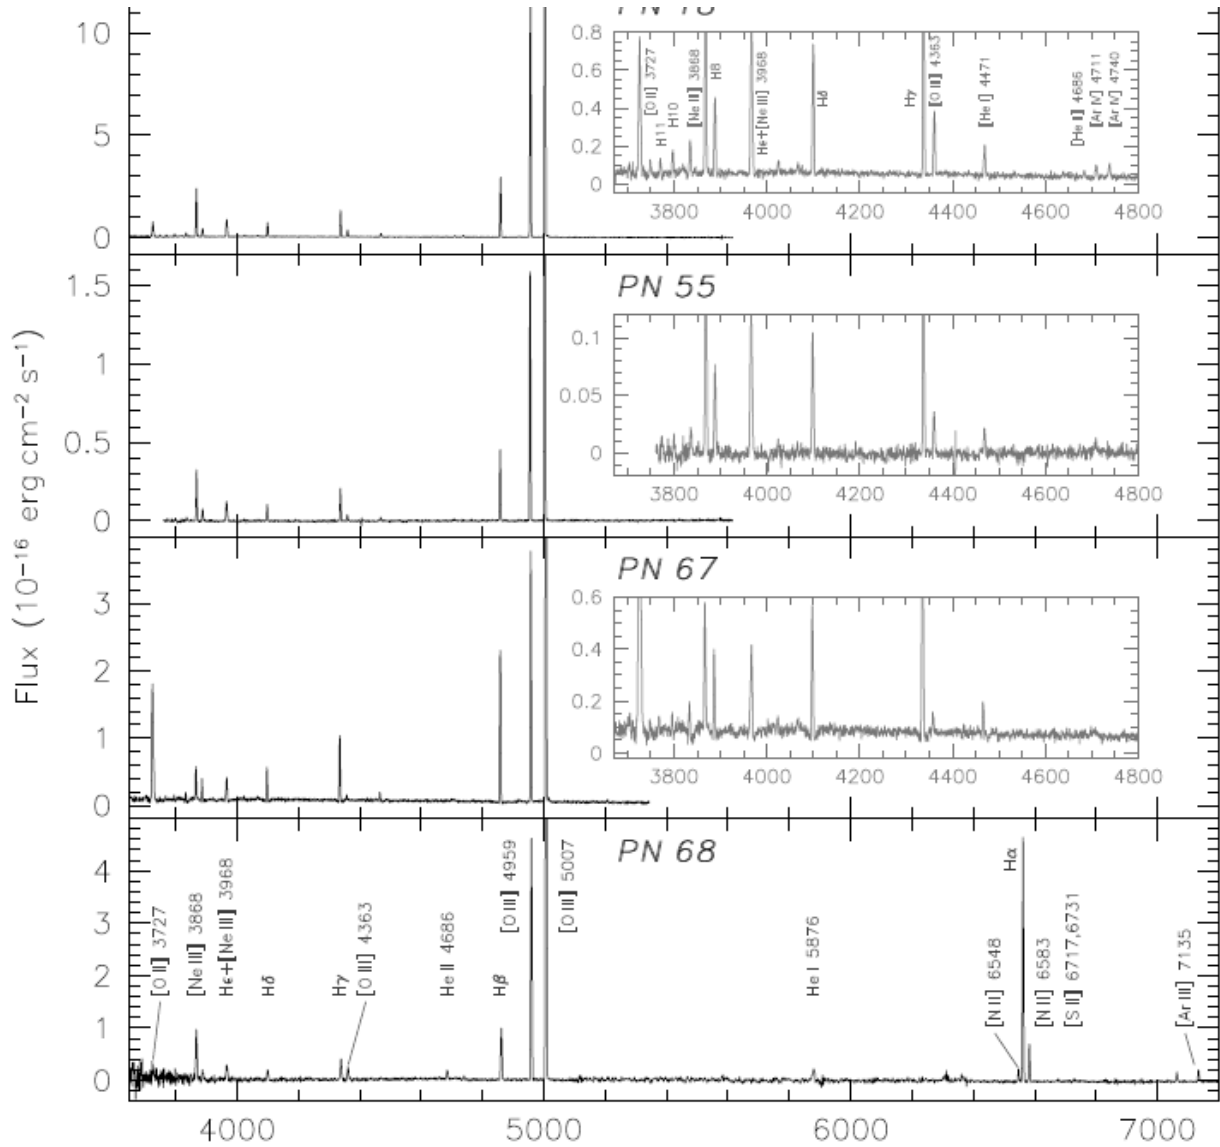 10
5
0
0.8
0.6
0.4
0.2
0
[O II] 3727
H11
H10
[Ne III] 3868
H8
Hε+[Ne III] 3968
Hδ
Hγ
[O III] 4363
[He I] 4471
[He II] 4686
[Ar IV] 4711
[Ar IV] 4740
3800 4000 4200 4400 4600 4800
PN 55
1.5
1
0.5
0
0.1
0.05
0
3800 4000 4200 4400 4600 4800
Flux (10−16 erg cm−2 s−1)
PN 67
3
2
1
0
0.6
0.4
0.2
0
3800 4000 4200 4400 4600 4800
PN 68
4
3
2
1
0
[O II] 3727
[Ne III] 3868
Hε+[Ne III] 3968
Hδ
Hγ
[O III] 4363
He II 4686
Hβ
[O III] 4959
[O III] 5007
He I 5876
[N II] 6548
Hα
[N II] 6583
[S II] 6717,6731
[Ar III] 7135
4000 5000 6000 7000